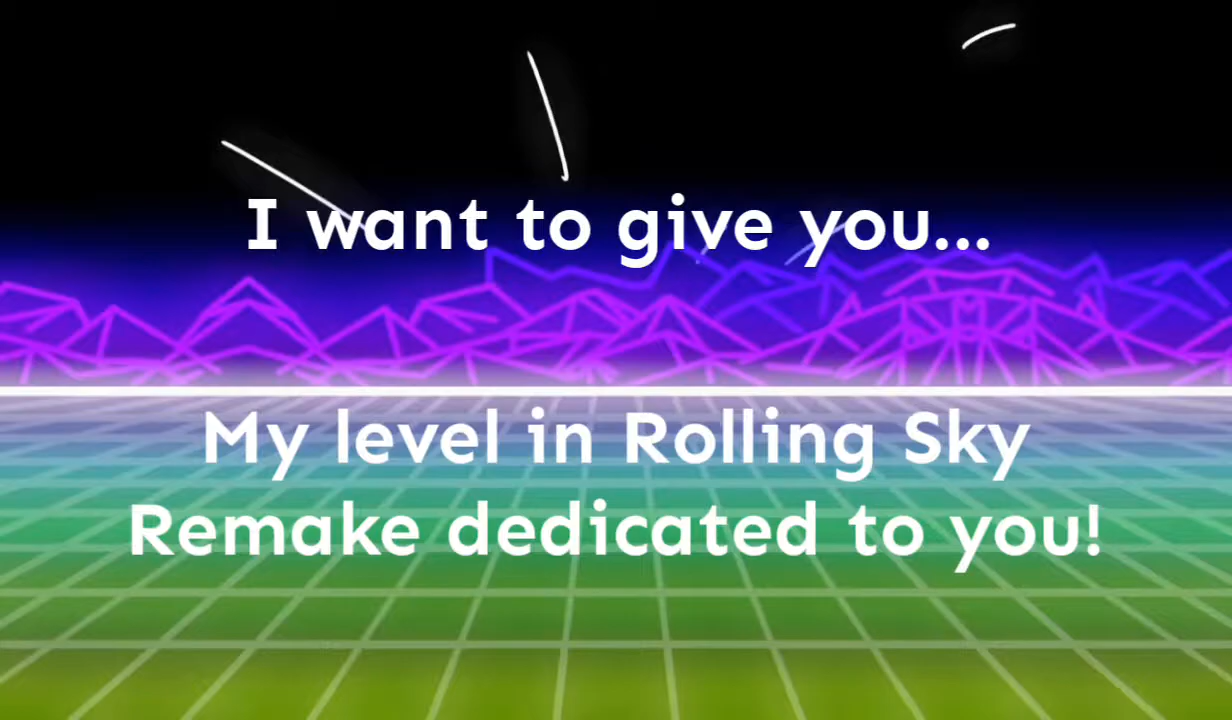 I want to give you...
My level in Rolling Sky
Remake dedicated to you!